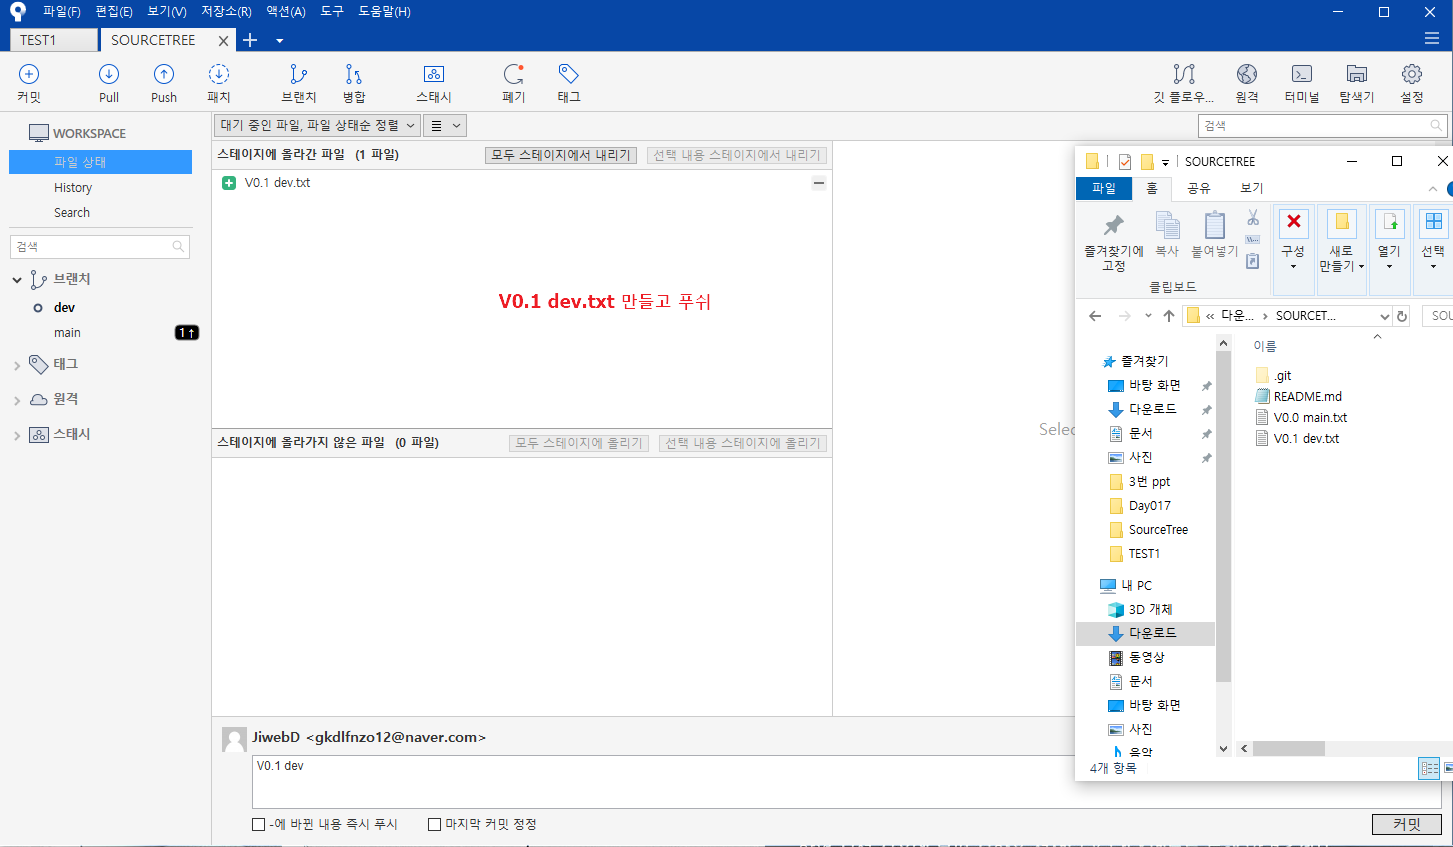 파일(F) 편집(E) 보기(V) 저장소(R) 액션(A) 도구 도움말(H)
TEST1 SOURCETREE
커밋 Pull Push 패치 브랜치 병합 스태시 폐기 태그 깃 플로우... 원격 터미널 탐색기 설정
WORKSPACE
파일 상태
History
Search
검색
브랜치
dev
main 1↑
태그
원격
스태시
대기 중인 파일, 파일 상태순 정렬
검색
스테이지에 올라간 파일 (1 파일) 모두 스테이지에서 내리기 선택 내용 스테이지에서 내리기
V0.1 dev.txt
V0.1 dev.txt 만들고 푸쉬
스테이지에 올라가지 않은 파일 (0 파일) 모두 스테이지에 올리기 선택 내용 스테이지에 올리기
Selec
JiwebD <gkdlfnzo12@naver.com>
V0.1 dev
-에 바뀐 내용 즉시 푸시 마지막 커밋 정정
커밋
SOURCETREE
파일 홈 공유 보기
즐겨찾기에 고정
복사
붙여넣기
클립보드
구성
새로 만들기
열기
선택
« 다운... › SOURCET... SOU
이름
.git
README.md
V0.0 main.txt
V0.1 dev.txt
즐겨찾기
바탕 화면
다운로드
문서
사진
3번 ppt
Day017
SourceTree
TEST1
내 PC
3D 개체
다운로드
동영상
문서
바탕 화면
사진
음악
4개 항목